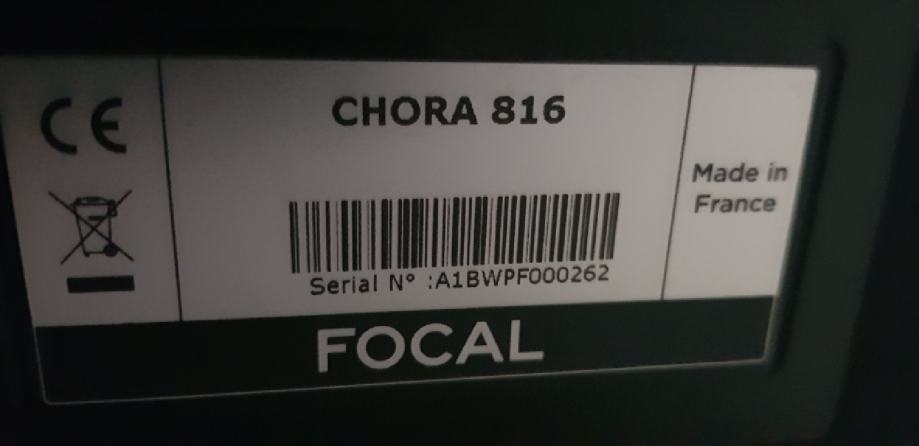 CE
CHORA 816
Serial N° :A1BWPF000262
Made in
France
FOCAL